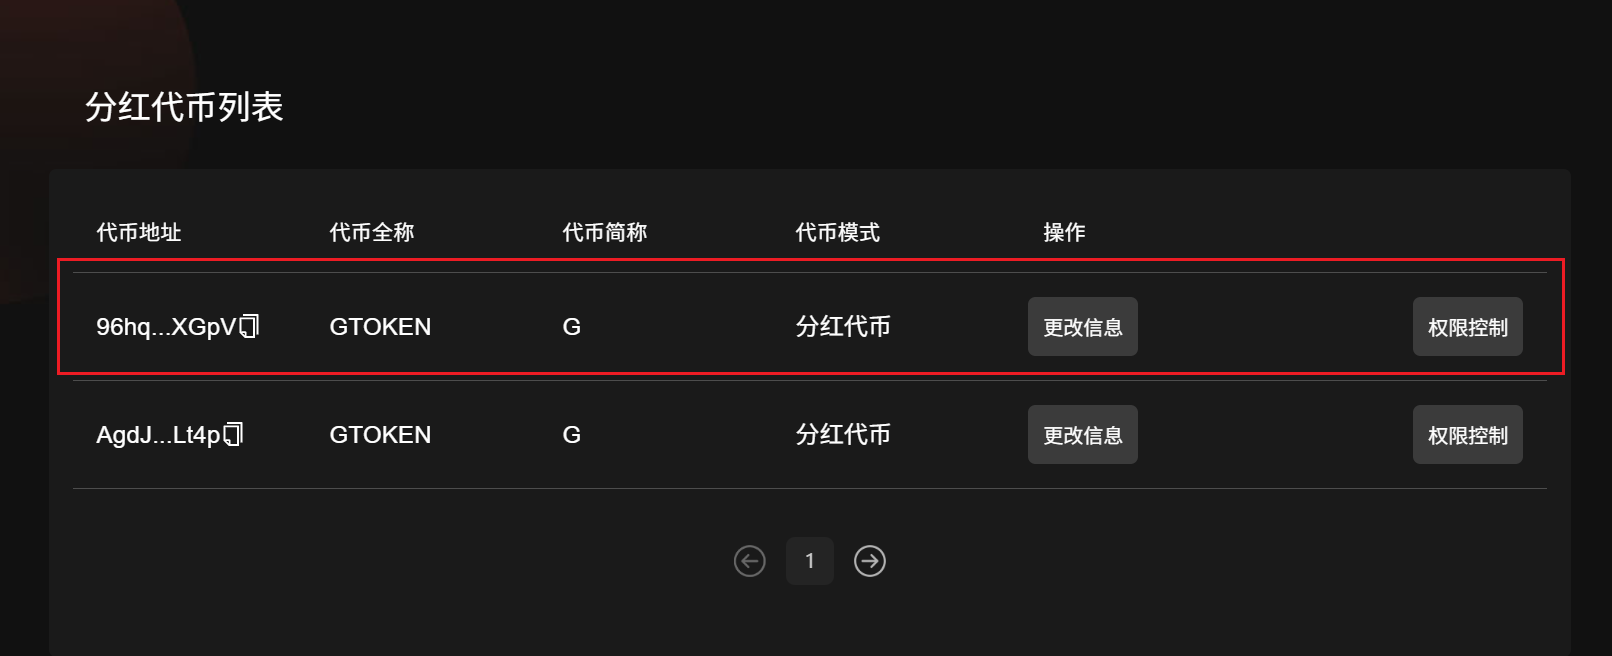 分红代币列表
代币地址 代币全称 代币简称 代币模式 操作
96hq...XGpV GTOKEN G 分红代币 更改信息 权限控制
AgdJ...Lt4p GTOKEN G 分红代币 更改信息 权限控制
1